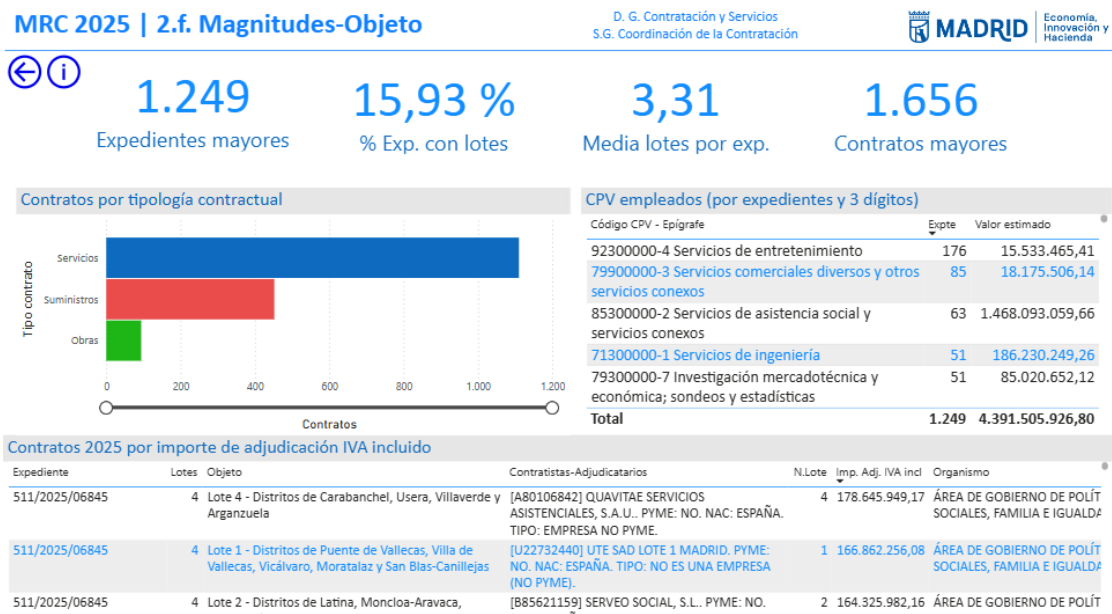 MRC 2025 | 2.f. Magnitudes-Objeto
D. G. Contratación y Servicios
S.G. Coordinación de la Contratación
MADRID
Economía,
Innovación y
Hacienda
1.249
Expedientes mayores
15,93 %
% Exp. con lotes
3,31
Media lotes por exp.
1.656
Contratos mayores
Contratos por tipología contractual
Tipo contrato
Servicios
Suministros
Obras
0 200 400 600 800 1.000 1.200
Contratos
CPV empleados (por expedientes y 3 dígitos)
Código CPV - Epígrafe Expte Valor estimado
92300000-4 Servicios de entretenimiento 176 15.533.465,41
79900000-3 Servicios comerciales diversos y otros 85 18.175.506,14
servicios conexos
85300000-2 Servicios de asistencia social y 63 1.468.093.059,66
servicios conexos
71300000-1 Servicios de ingeniería 51 186.230.249,26
79300000-7 Investigación mercadotécnica y 51 85.020.652,12
económica; sondeos y estadísticas
Total 1.249 4.391.505.926,80
Contratos 2025 por importe de adjudicación IVA incluido
Expediente Lotes Objeto Contratistas-Adjudicatarios N.Lote Imp. Adj. IVA incl Organismo
511/2025/06845 4 Lote 4 - Distritos de Carabanchel, Usera, Villaverde y [A80106842] QUAVITAE SERVICIOS 4 178.645.949,17 ÁREA DE GOBIERNO DE POLÍT
Arganzuela ASISTENCIALES, S.A.U.. PYME: NO. NAC: ESPAÑA. SOCIALES, FAMILIA E IGUALDA
TIPO: EMPRESA NO PYME.
511/2025/06845 4 Lote 1 - Distritos de Puente de Vallecas, Villa de [U22732440] UTE SAD LOTE 1 MADRID. PYME: 1 166.862.256,08 ÁREA DE GOBIERNO DE POLÍT
Vallecas, Vicálvaro, Moratalaz y San Blas-Canillejas NO. NAC: ESPAÑA. TIPO: NO ES UNA EMPRESA SOCIALES, FAMILIA E IGUALDA
(NO PYME).
511/2025/06845 4 Lote 2 - Distritos de Latina, Moncloa-Aravaca, [B85621159] SERVEO SOCIAL, S.L.. PYME: NO. 2 164.325.982,16 ÁREA DE GOBIERNO DE POLÍT